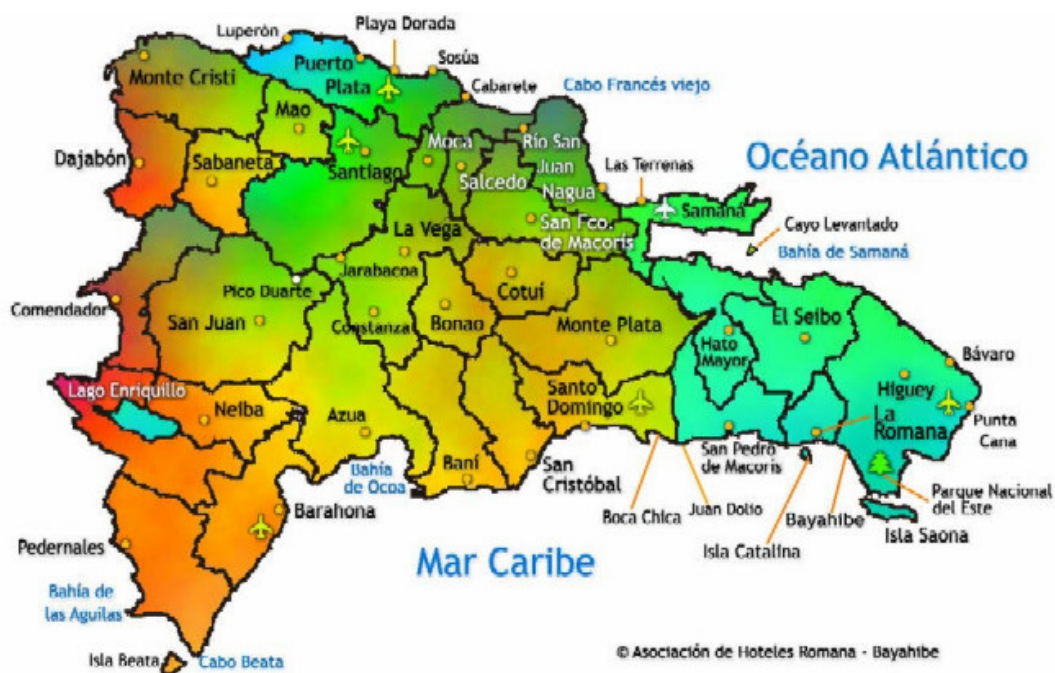 Playa Dorada
Luperón
Puerto
Plata
Sosúa
Cabarete
Cabo Francés viejo
Monte Cristi
Mao
Dajabón
Sabaneta
Santiago
Moca
Salcedo
Río San
Juan
Nagua
Las Terrenas
Océano Atlántico
Samaná
Cayo Levantado
Bahía de Samaná
San Fco.
de Macorís
La Vega
Jarabacoa
Pico Duarte
Cotuí
Comendador
San Juan
Constanza
Bonao
Monte Plata
Hato
Mayor
El Seibo
Bávaro
Higuey
Punta
Cana
La
Romana
Lago Enriquillo
Neiba
Azua
Santo
Domingo
Bahía
de Ocoa
Baní
San
Cristóbal
San Pedro
de Macoris
Boca Chica
Juan Dolio
Isla Catalina
Bayahibe
Parque Nacional
del Este
Isla Saona
Barahona
Pedernales
Mar Caribe
Bahía de
las Aguilas
Isla Beata
Cabo Beata
© Asociación de Hoteles Romana - Bayahibe